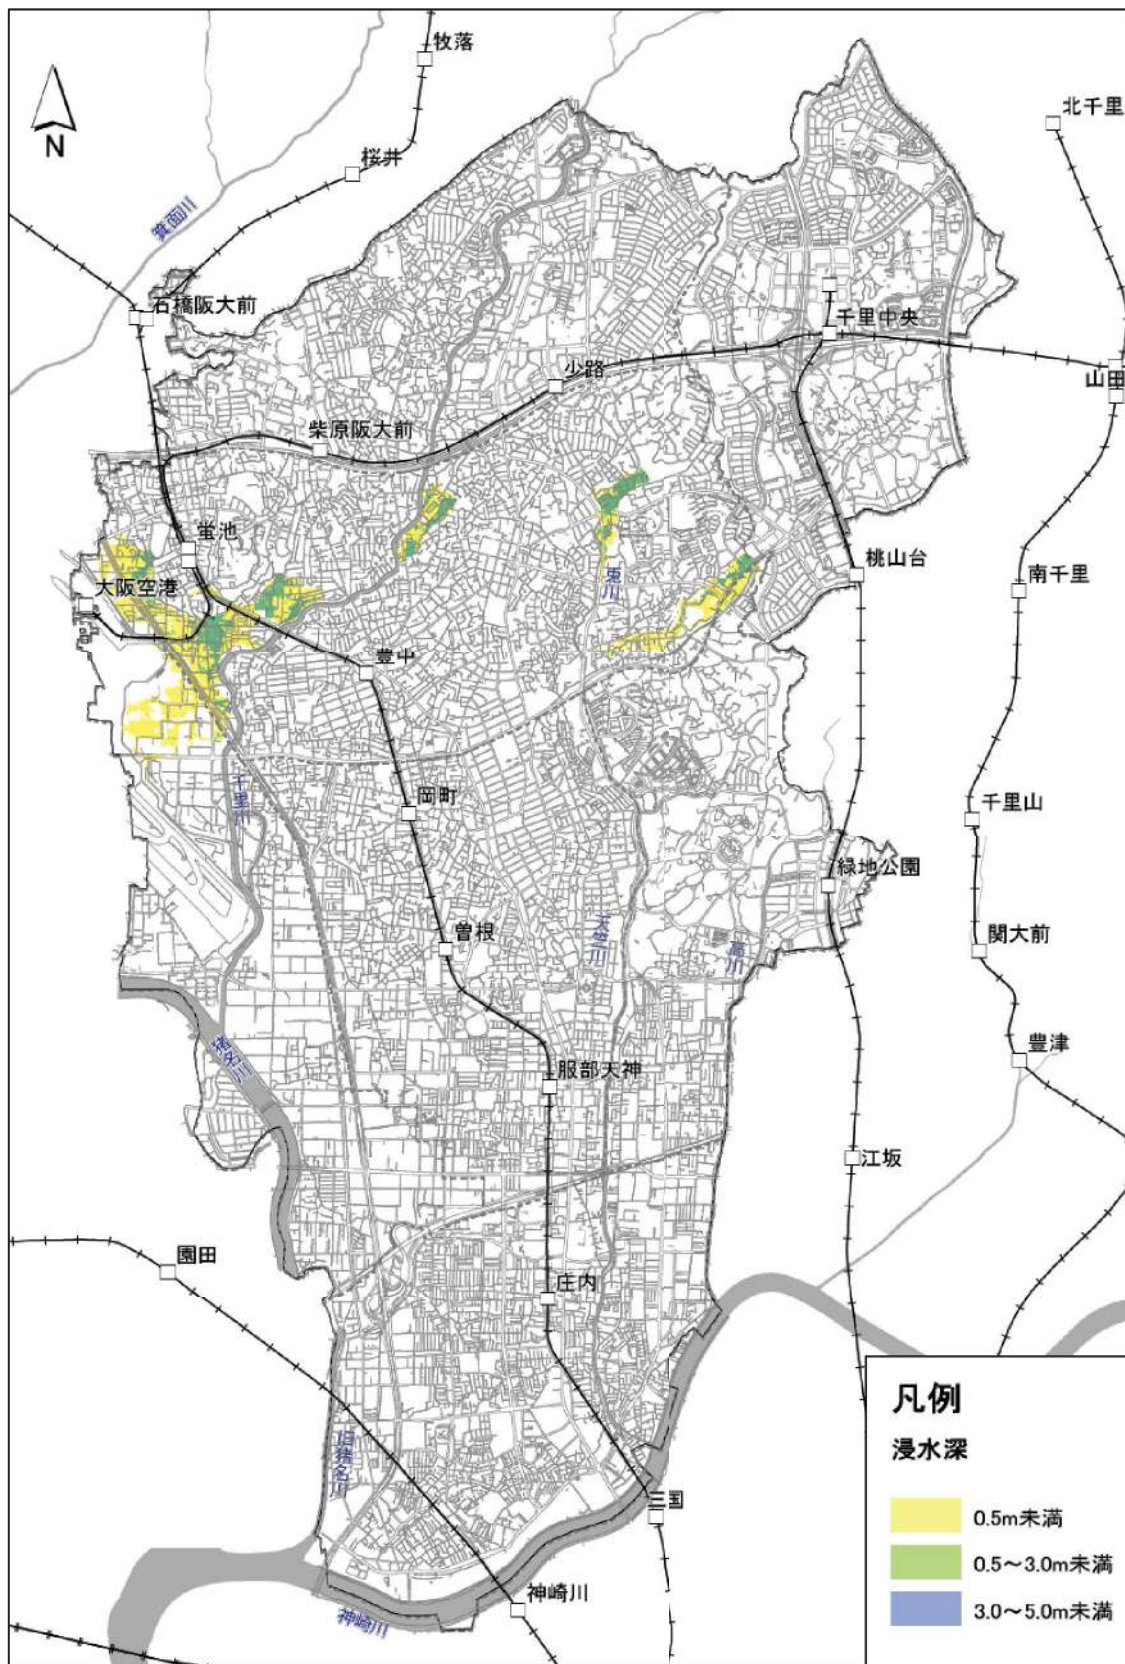 牧落
北千里
N
桜井
箕面川
石橋阪大前
千里中央
少路
山田
柴原阪大前
蛍池
桃山台
大阪空港
兎川
南千里
豊中
千里川
岡町
千里山
緑地公園
曽根
天竺川
高川
関大前
猪名川
豊津
服部天神
江坂
園田
庄内
旧猪名川
三国
神崎川
神崎川
凡例
浸水深
0.5m未満
0.5～3.0m未満
3.0～5.0m未満